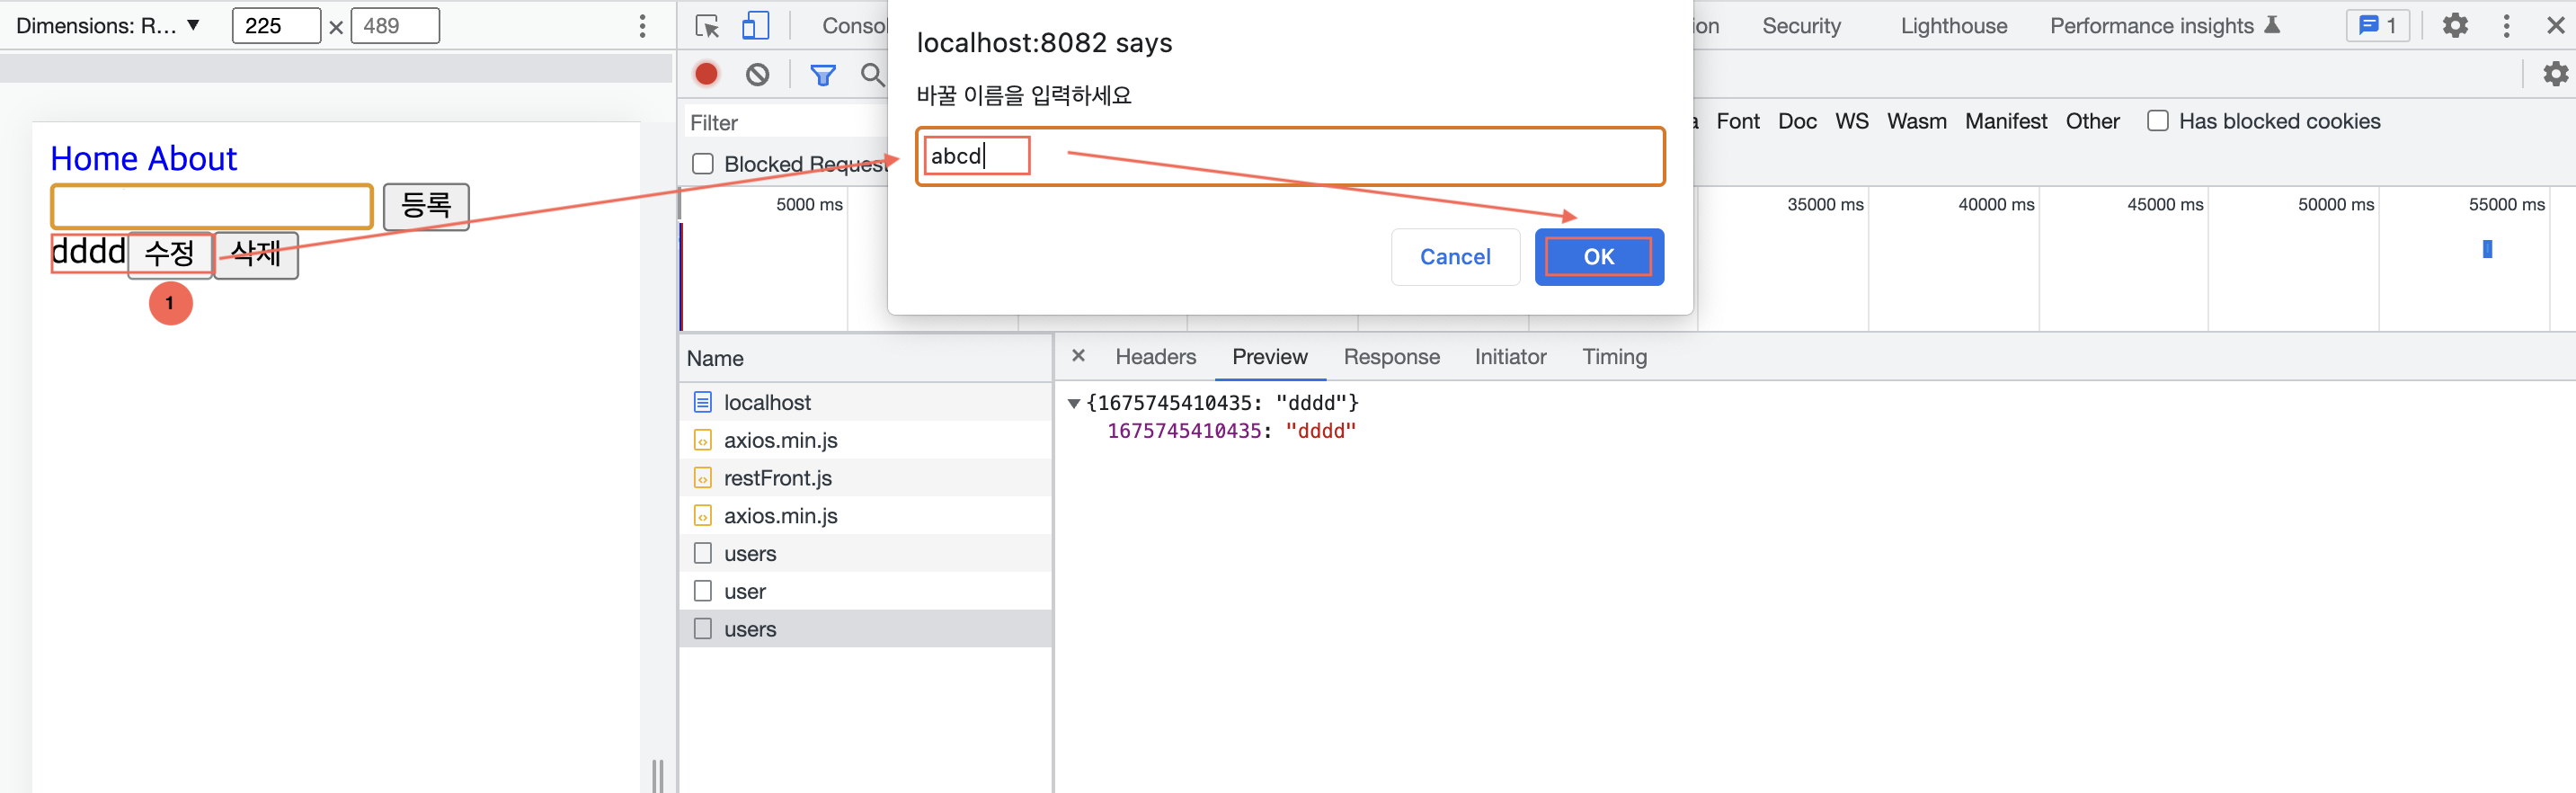 Dimensions: R... ▼ 225 × 489
Home About
등록
dddd 수정 삭제
1
Security Lighthouse Performance insights 1
localhost:8082 says
바꿀 이름을 입력하세요
abcd
Cancel OK
Filter
Font Doc WS Wasm Manifest Other Has blocked cookies
Blocked Request
5000 ms 35000 ms 40000 ms 45000 ms 50000 ms 55000 ms
Name
localhost
axios.min.js
restFront.js
axios.min.js
users
user
users
× Headers Preview Response Initiator Timing
▼{1675745410435: "dddd"}
1675745410435: "dddd"